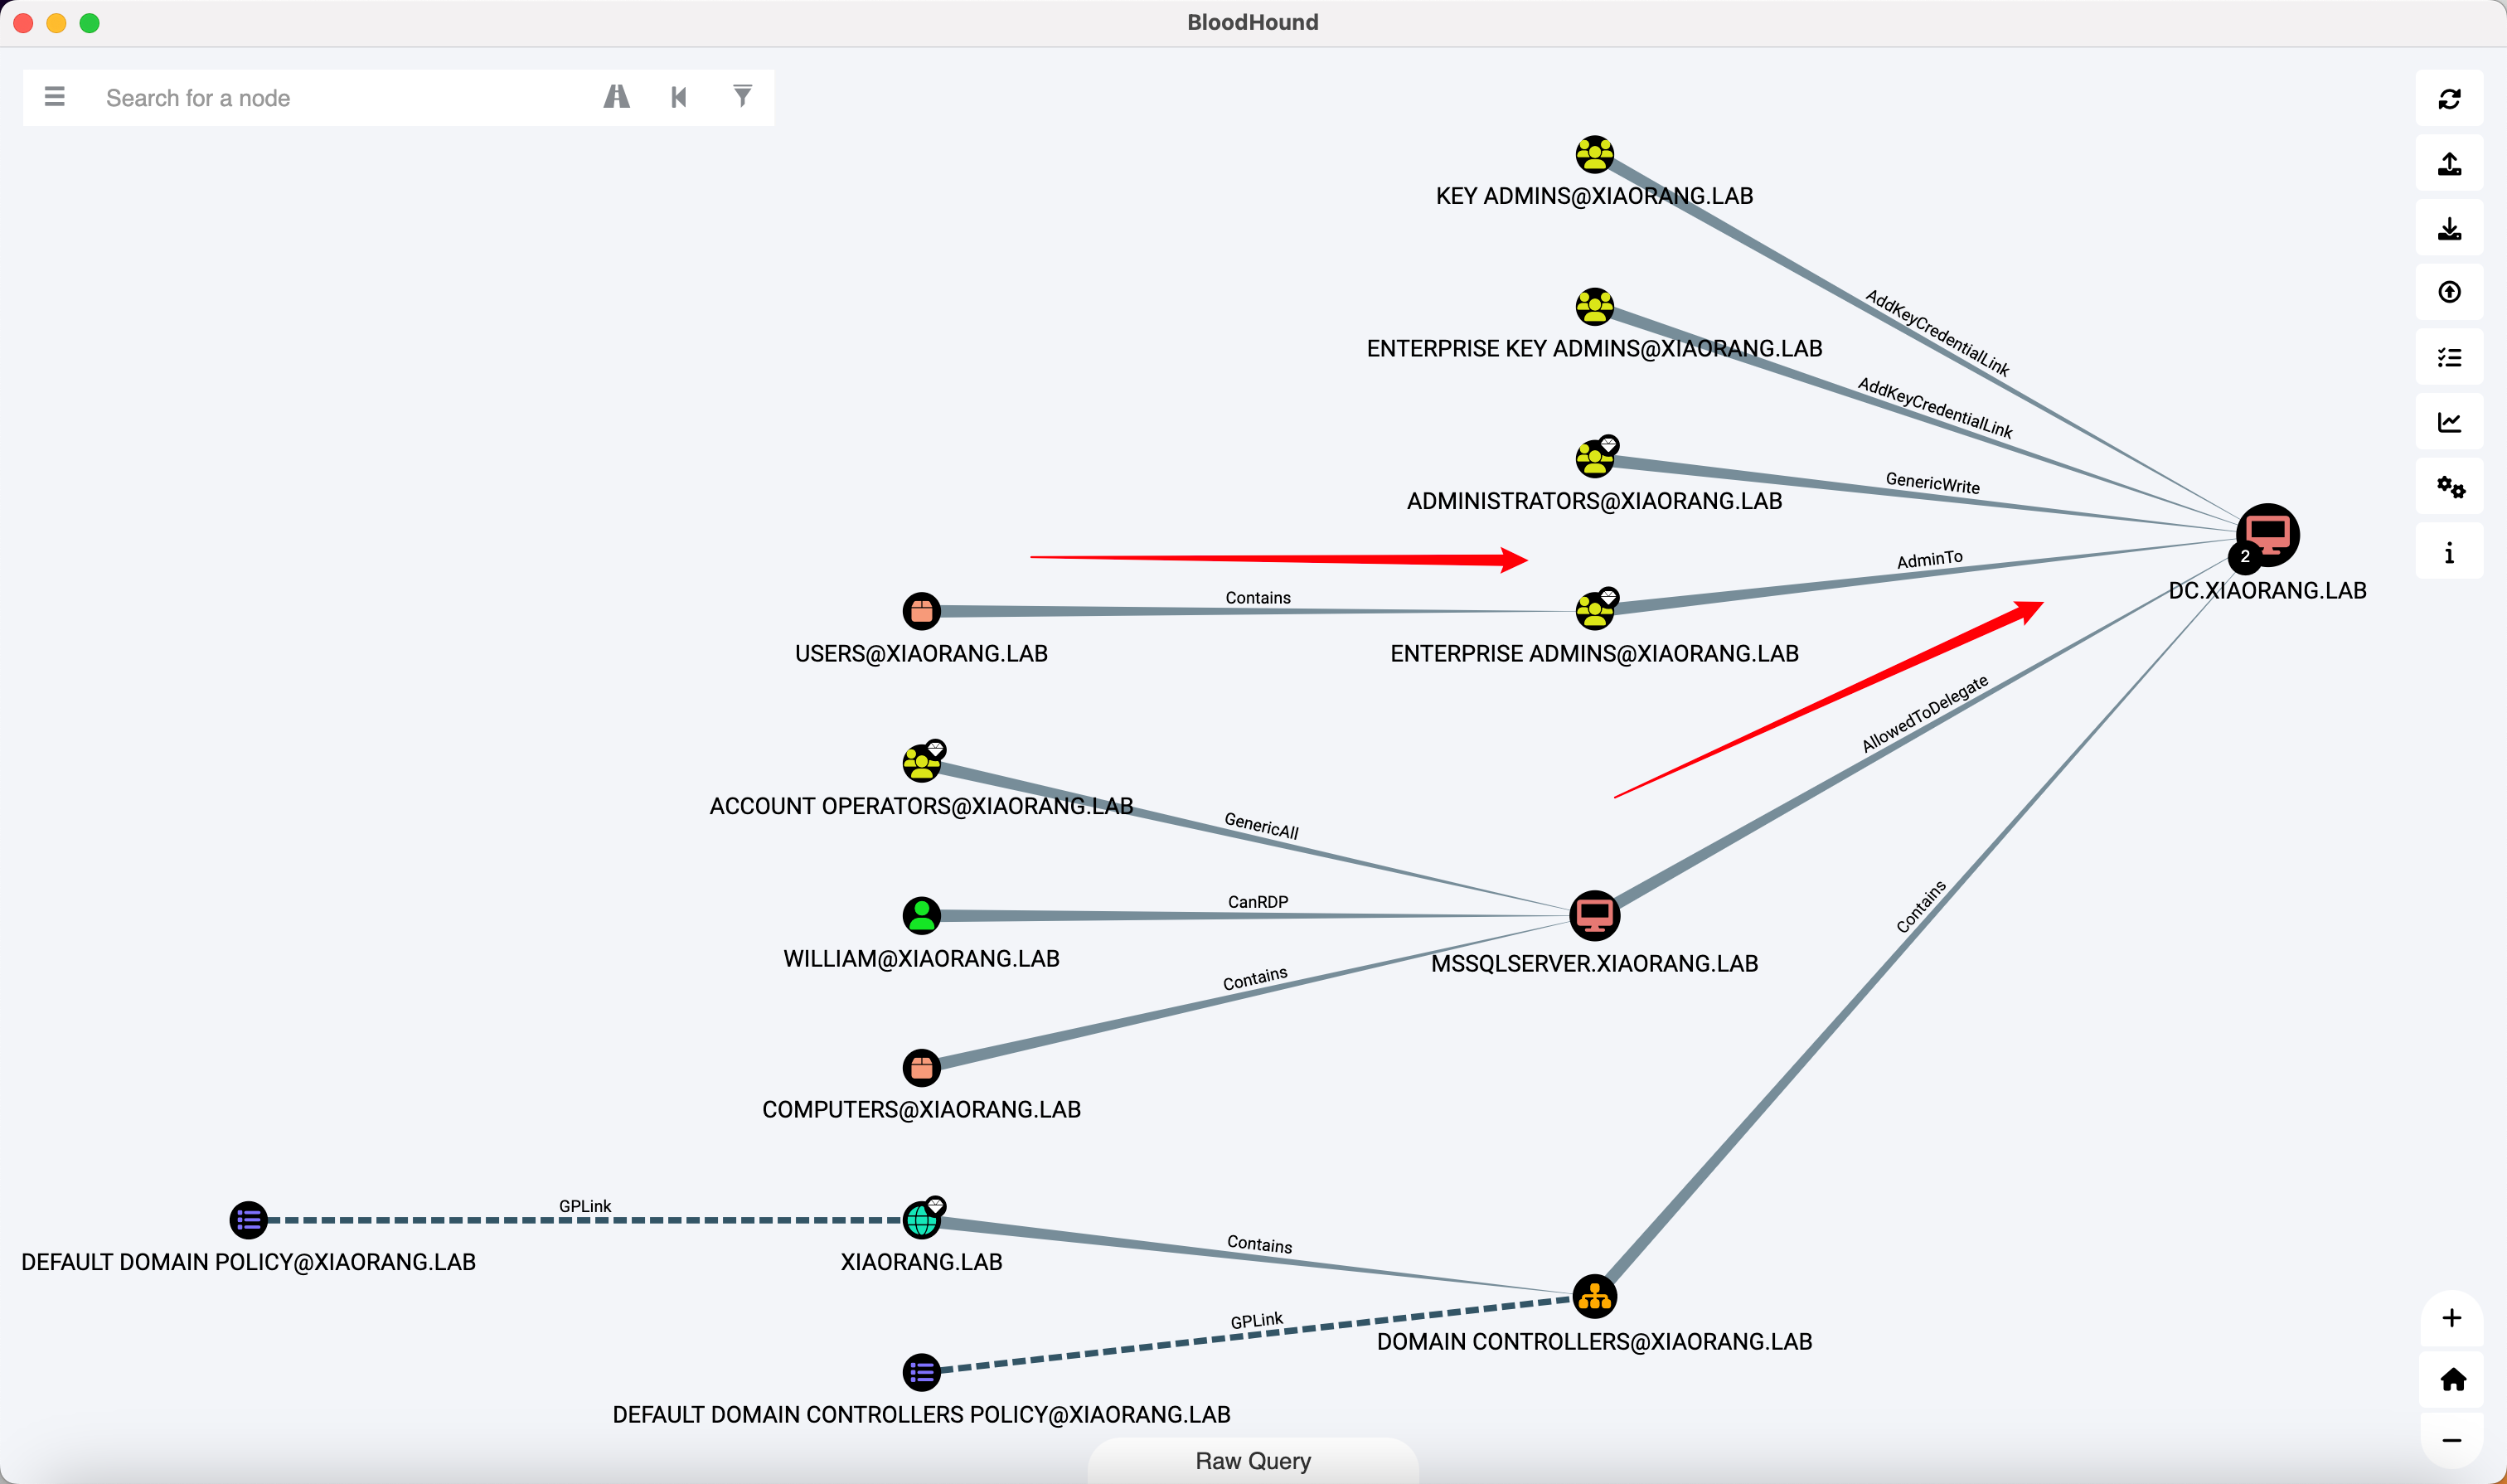 BloodHound
Search for a node
KEY ADMINS@XIAORANG.LAB
AddKeyCredentialLink
ENTERPRISE KEY ADMINS@XIAORANG.LAB
AddKeyCredentialLink
ADMINISTRATORS@XIAORANG.LAB
GenericWrite
AdminTo
2
DC.XIAORANG.LAB
Contains
USERS@XIAORANG.LAB
ENTERPRISE ADMINS@XIAORANG.LAB
AllowedToDelegate
ACCOUNT OPERATORS@XIAORANG.LAB
GenericAll
CanRDP
WILLIAM@XIAORANG.LAB
MSSQLSERVER.XIAORANG.LAB
Contains
Contains
COMPUTERS@XIAORANG.LAB
GPLink
DEFAULT DOMAIN POLICY@XIAORANG.LAB
XIAORANG.LAB
Contains
GPLink
DOMAIN CONTROLLERS@XIAORANG.LAB
DEFAULT DOMAIN CONTROLLERS POLICY@XIAORANG.LAB
Raw Query